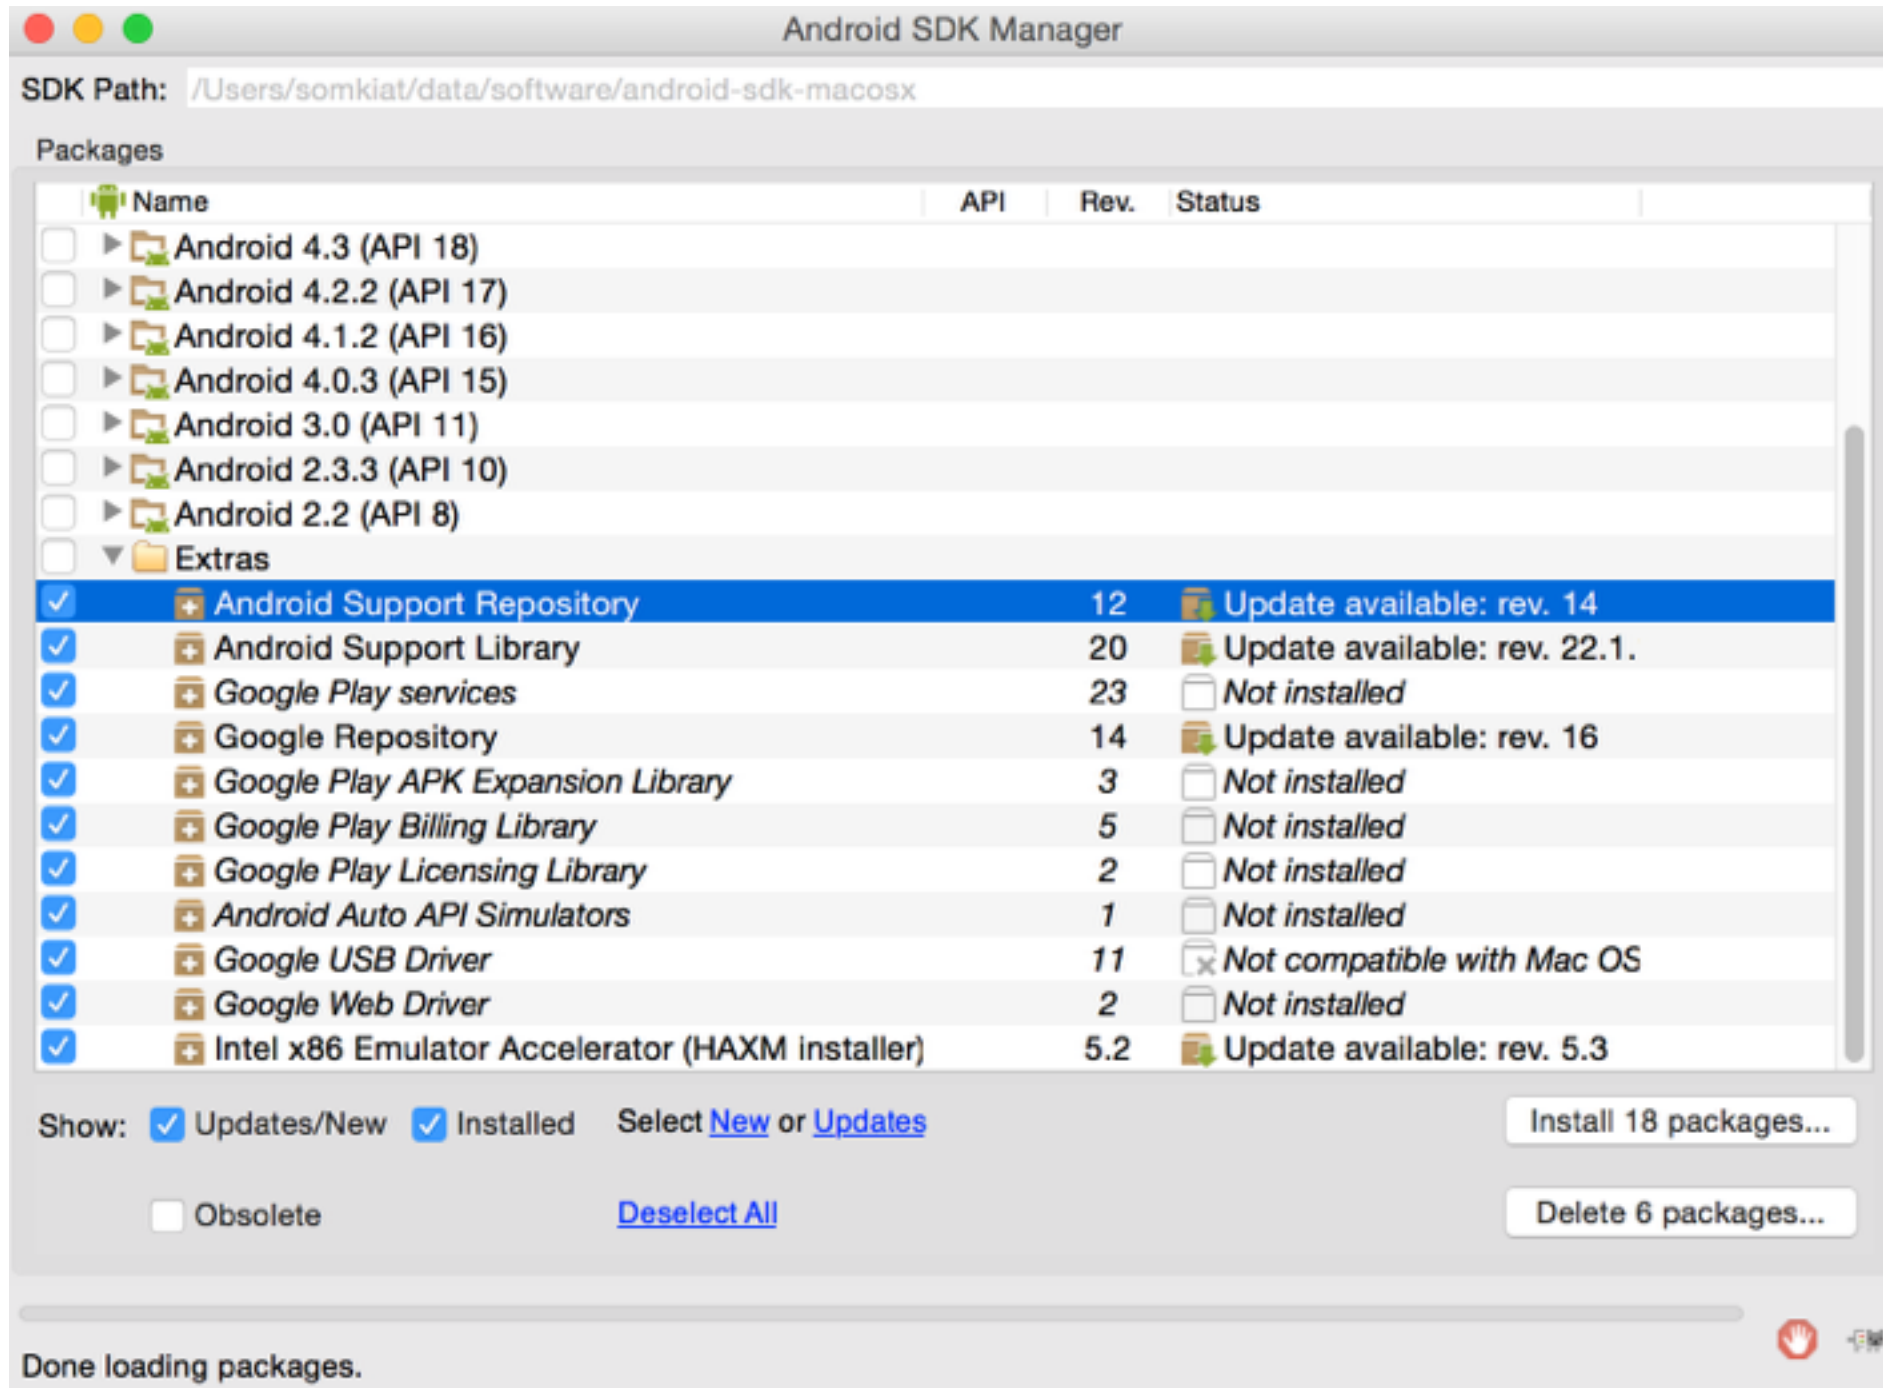 Android SDK Manager
SDK Path: /Users/somkiat/data/software/android-sdk-macosx
Packages
Name API Rev. Status
Android 4.3 (API 18)
Android 4.2.2 (API 17)
Android 4.1.2 (API 16)
Android 4.0.3 (API 15)
Android 3.0 (API 11)
Android 2.3.3 (API 10)
Android 2.2 (API 8)
Extras
Android Support Repository 12 Update available: rev. 14
Android Support Library 20 Update available: rev. 22.1.
Google Play services 23 Not installed
Google Repository 14 Update available: rev. 16
Google Play APK Expansion Library 3 Not installed
Google Play Billing Library 5 Not installed
Google Play Licensing Library 2 Not installed
Android Auto API Simulators 1 Not installed
Google USB Driver 11 Not compatible with Mac OS
Google Web Driver 2 Not installed
Intel x86 Emulator Accelerator (HAXM installer) 5.2 Update available: rev. 5.3
Show: Updates/New Installed Select New or Updates Install 18 packages...
Obsolete Deselect All Delete 6 packages...
Done loading packages.